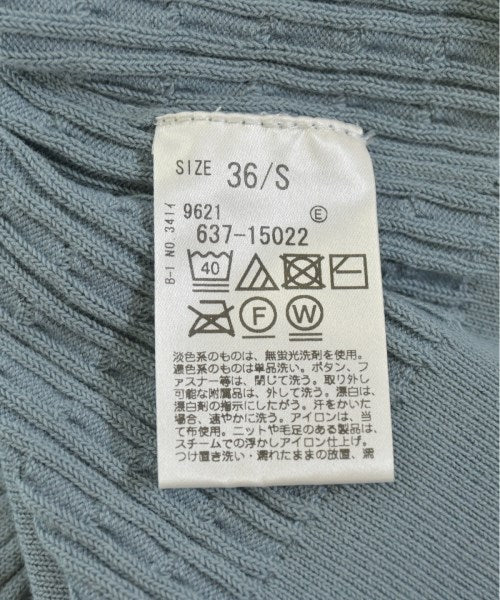 SIZE 36/S
B-1 NO 341イ
9621 E
637-15022
40
F W
淡色系のものは、無蛍光洗剤を使用。
濃色系のものは単品洗い。ボタン、フ
ァスナー等は、閉じて洗う。取り外し
可能な附属品は、外して洗う。漂白は、
漂白剤の指示にしたがう。汗をかいた
場合、速やかに洗う。アイロンは、当
て布使用。ニットや毛足のある製品は、
スチームでの浮かしアイロン仕上げ。
つけ置き洗い・濡れたままの放置、濡